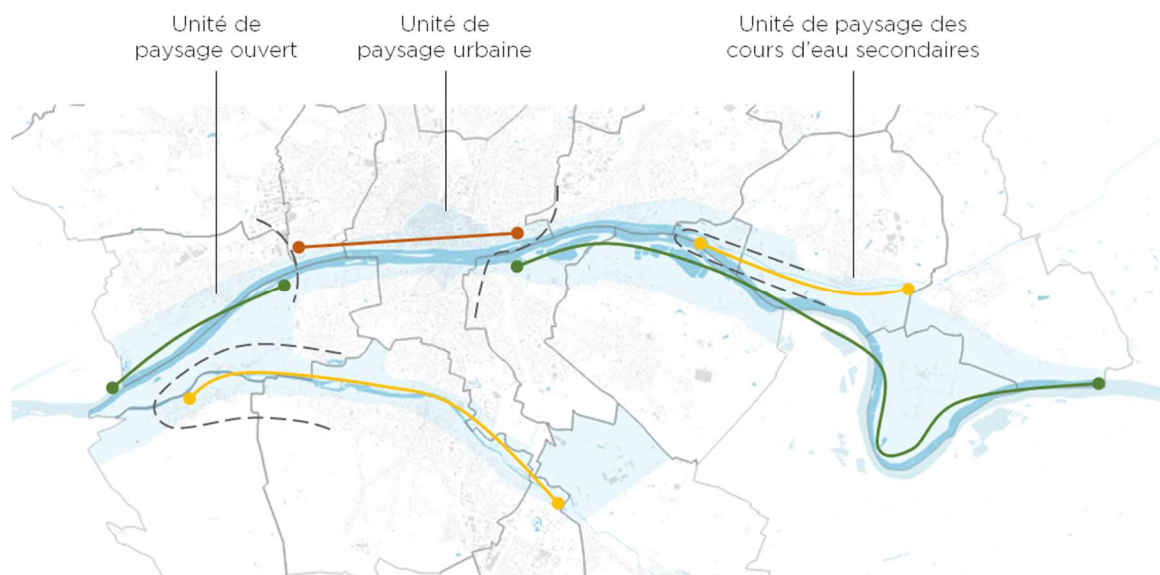 Unité de
paysage ouvert
Unité de
paysage urbaine
Unité de paysage des
cours d'eau secondaires